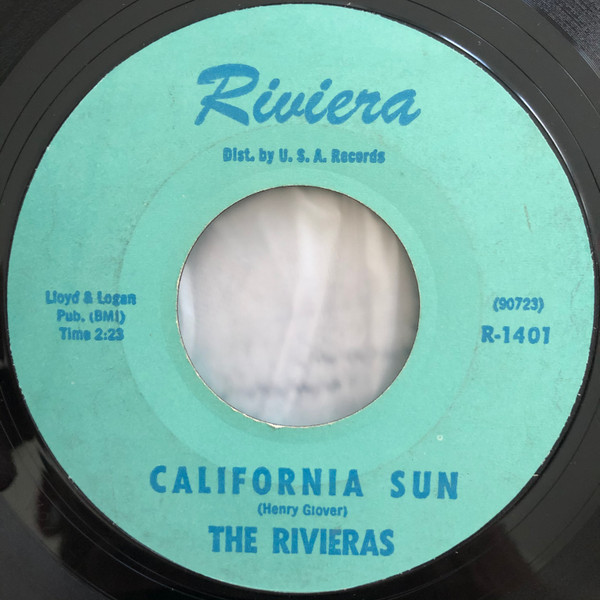 Riviera
Dist. by U. S. A. Records
Lloyd & Logan
Pub. (BMI)
Time 2:23
(90723)
R-1401
CALIFORNIA SUN
(Henry Glover)
THE RIVIERAS